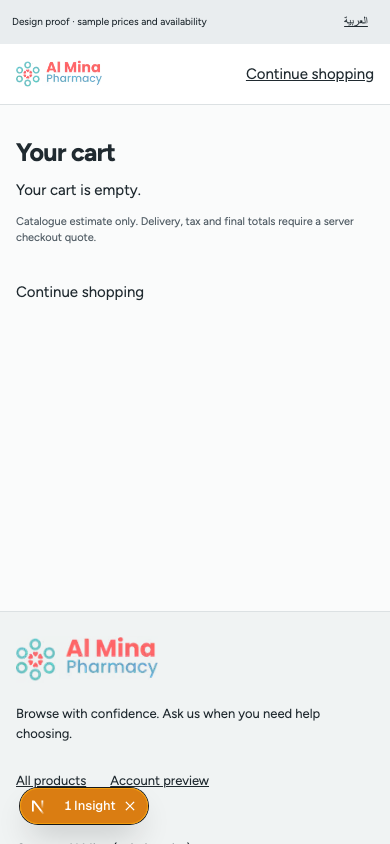 Design proof · sample prices and availability
العربية
Al Mina
Pharmacy
Continue shopping
Your cart
Your cart is empty.
Catalogue estimate only. Delivery, tax and final totals require a server
checkout quote.
Continue shopping
Al Mina
Pharmacy
Browse with confidence. Ask us when you need help
choosing.
All products
Account preview
N
1 Insight